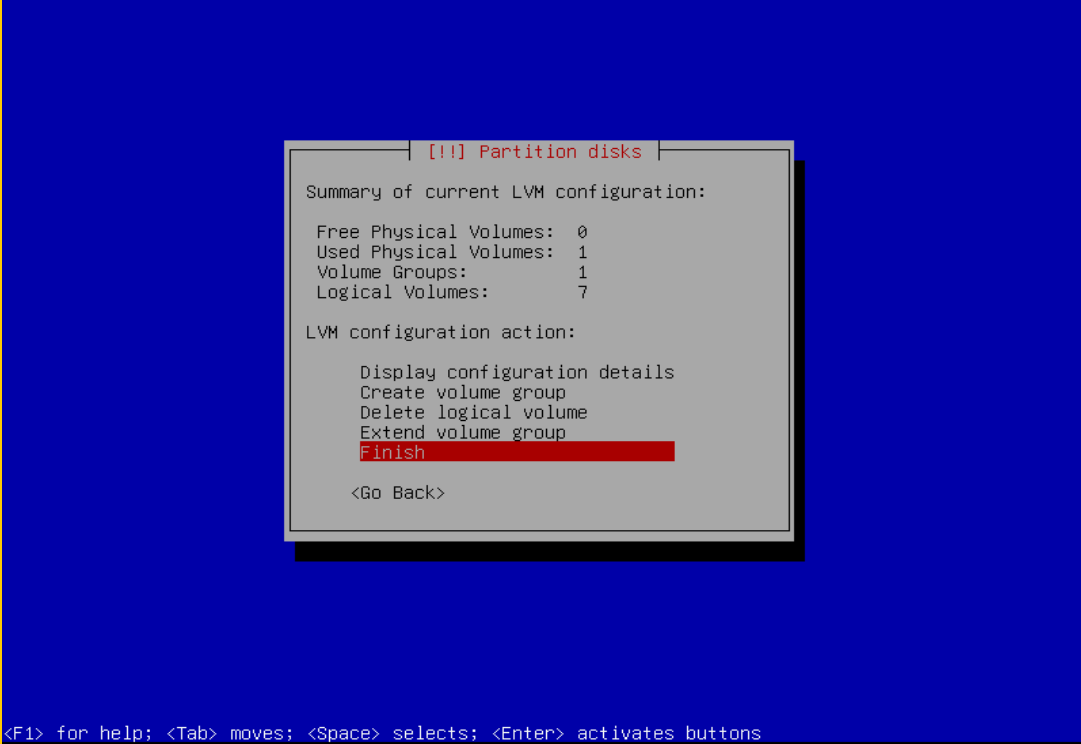 [!!] Partition disks
Summary of current LVM configuration:
Free Physical Volumes: 0
Used Physical Volumes: 1
Volume Groups: 1
Logical Volumes: 7
LVM configuration action:
Display configuration details
Create volume group
Delete logical volume
Extend volume group
Finish
<Go Back>
<F1> for help; <Tab> moves; <Space> selects; <Enter> activates buttons